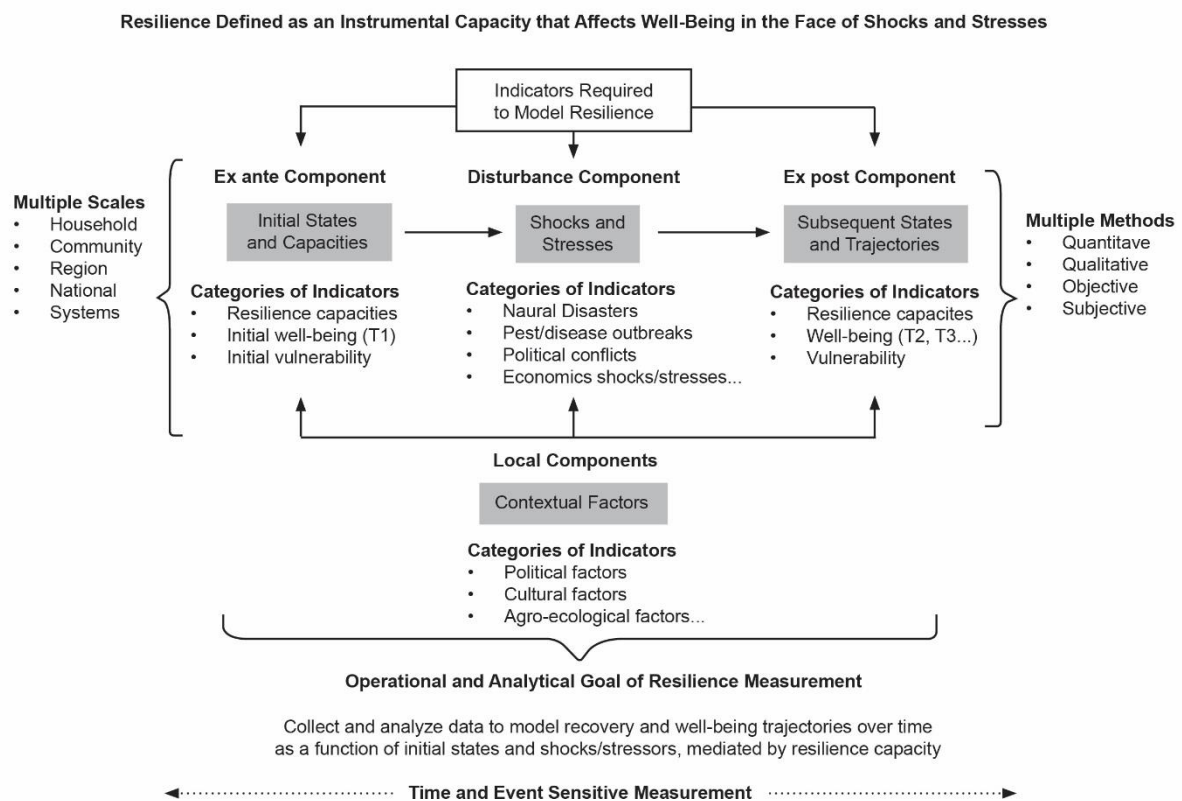 Resilience Defined as an Instrumental Capacity that Affects Well-Being in the Face of Shocks and Stresses
Indicators Required
to Model Resilience
Multiple Scales
• Household
• Community
• Region
• National
• Systems
Ex ante Component
Initial States
and Capacities
Categories of Indicators
• Resilience capacities
• Initial well-being (T1)
• Initial vulnerability
Disturbance Component
Shocks and
Stresses
Categories of Indicators
• Naural Disasters
• Pest/disease outbreaks
• Political conflicts
• Economics shocks/stresses...
Ex post Component
Subsequent States
and Trajectories
Categories of Indicators
• Resilience capacites
• Well-being (T2, T3...)
• Vulnerability
Multiple Methods
• Quantitave
• Qualitative
• Objective
• Subjective
Local Components
Contextual Factors
Categories of Indicators
• Political factors
• Cultural factors
• Agro-ecological factors...
Operational and Analytical Goal of Resilience Measurement
Collect and analyze data to model recovery and well-being trajectories over time
as a function of initial states and shocks/stressors, mediated by resilience capacity
Time and Event Sensitive Measurement